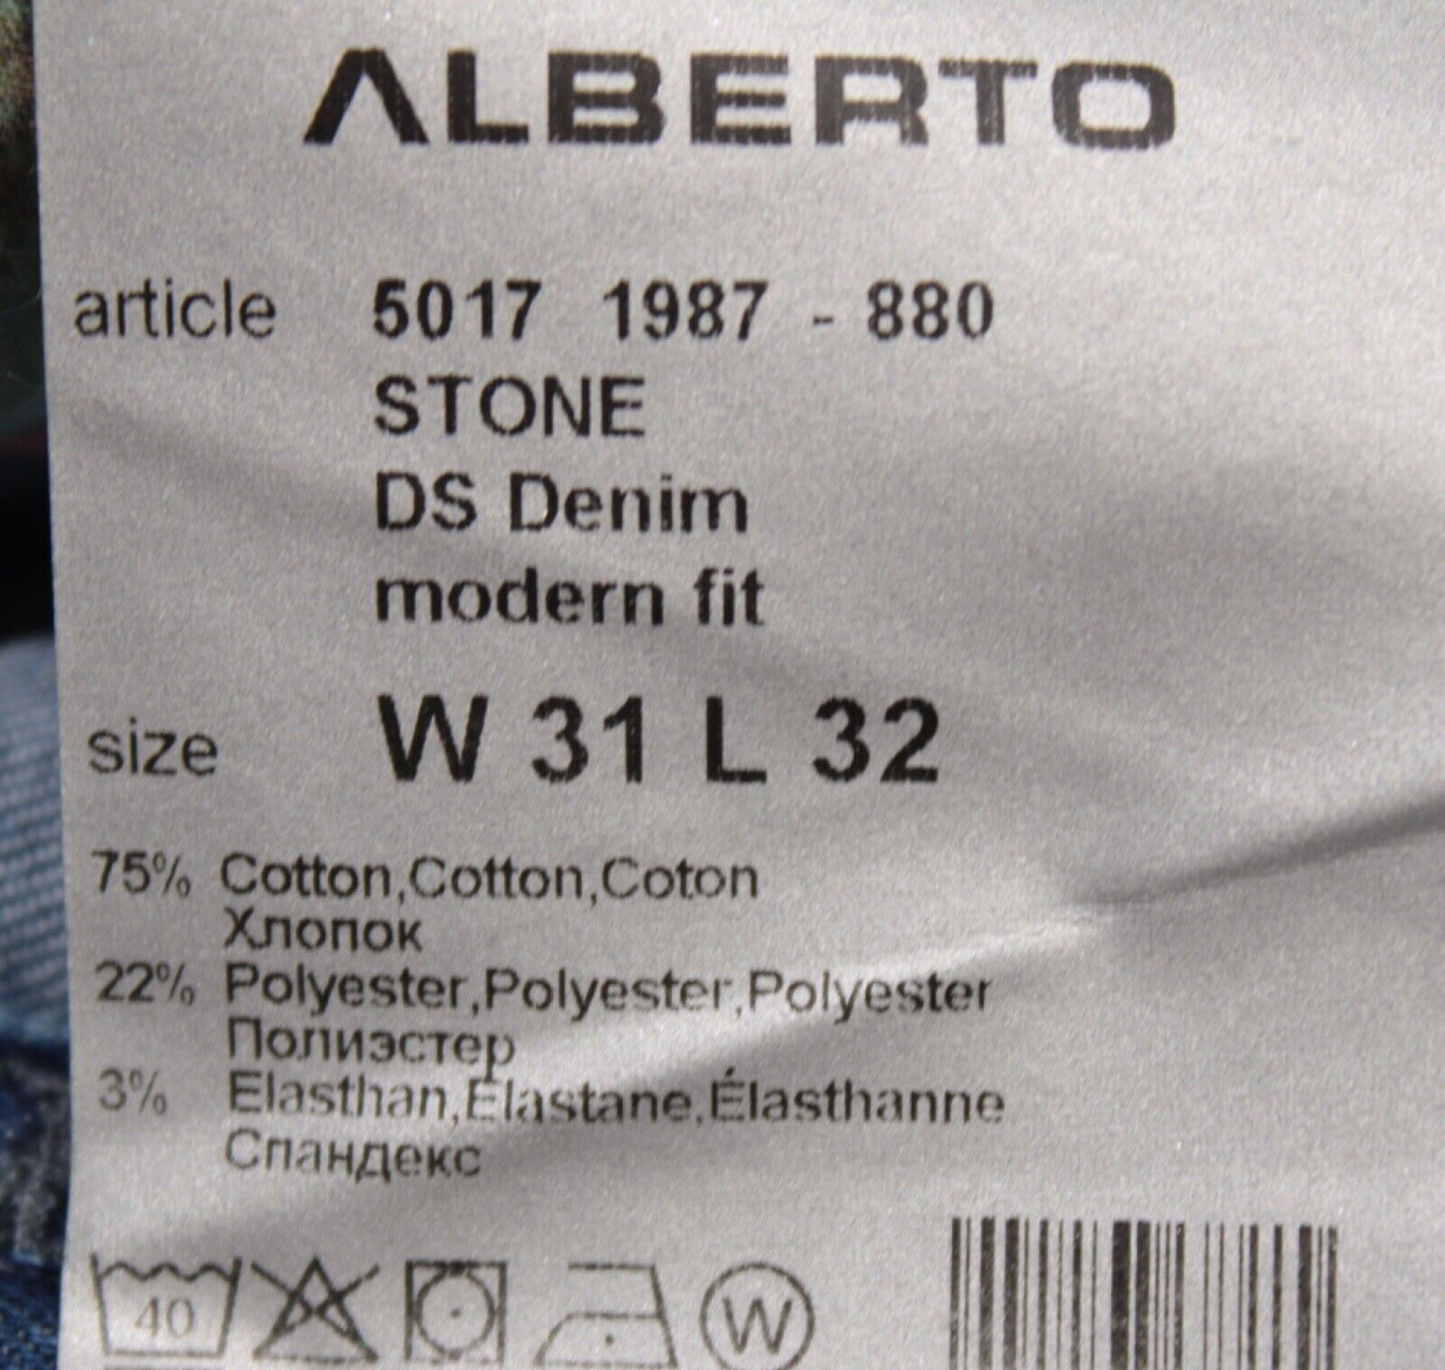 ALBERTO
article 5017 1987 - 880
STONE
DS Denim
modern fit
size W 31 L 32
75% Cotton,Cotton,Coton
Хлопок
22% Polyester,Polyester,Polyester
Полиэстер
3% Elasthan,Élastane,Élasthanne
Спандекс
40 W